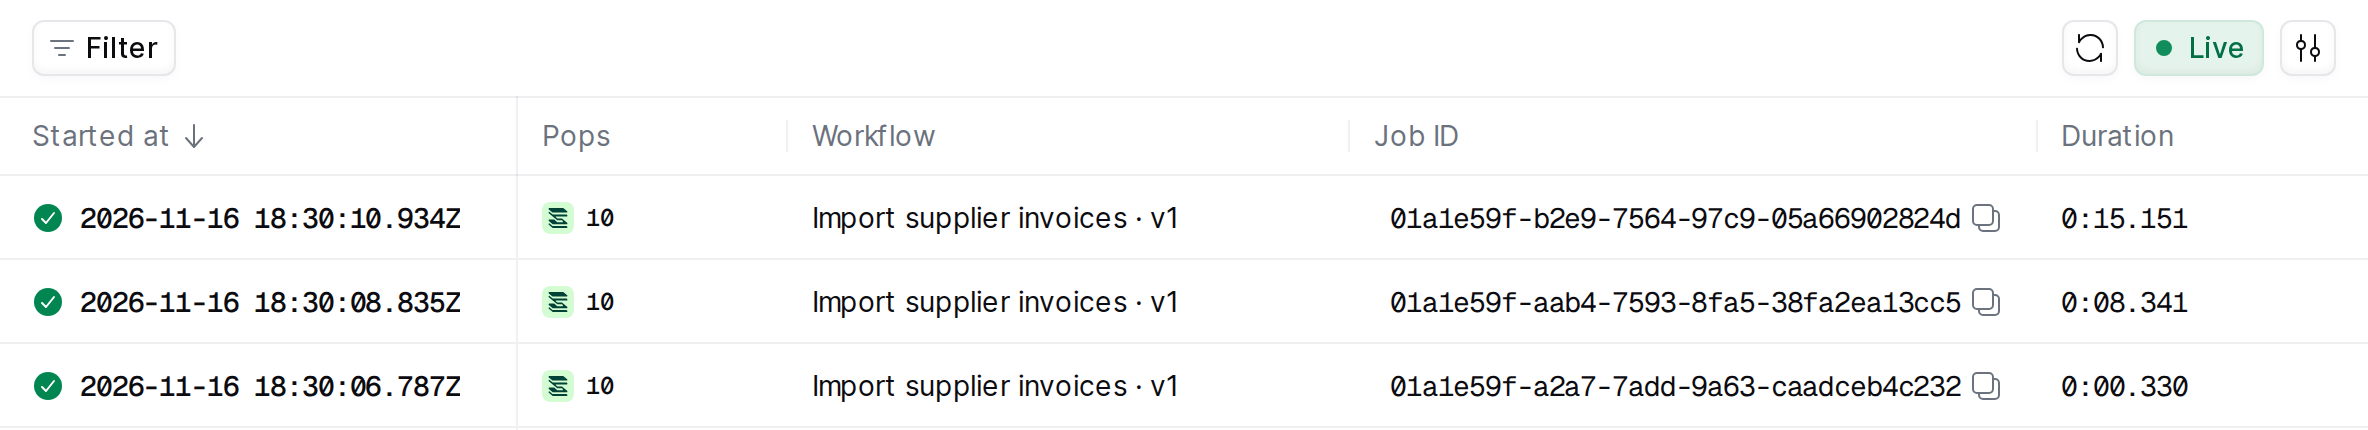 Filter Live
Started at Pops Workflow Job ID Duration
2026-11-16 18:30:10.934Z 10 Import supplier invoices · v1 01a1e59f-b2e9-7564-97c9-05a66902824d 0:15.151
2026-11-16 18:30:08.835Z 10 Import supplier invoices · v1 01a1e59f-aab4-7593-8fa5-38fa2ea13cc5 0:08.341
2026-11-16 18:30:06.787Z 10 Import supplier invoices · v1 01a1e59f-a2a7-7add-9a63-caadceb4c232 0:00.330